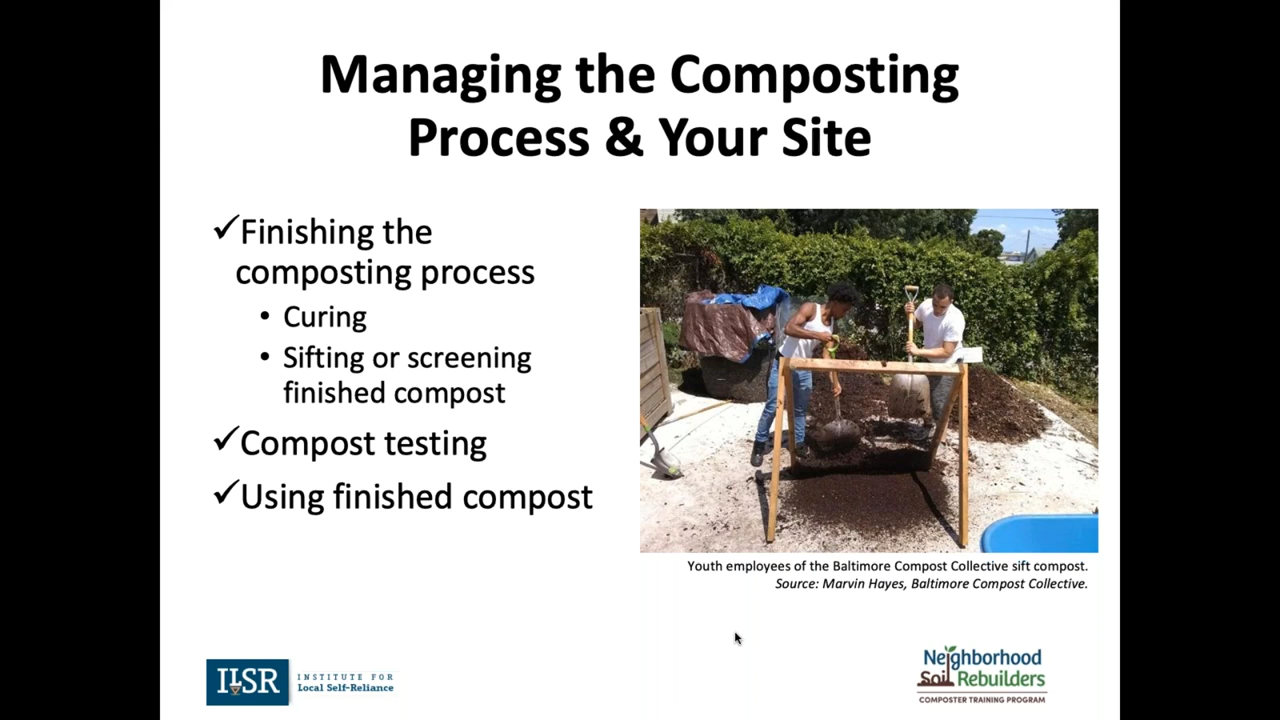 Managing the Composting
Process & Your Site
✓Finishing the
composting process
• Curing
• Sifting or screening
finished compost
✓Compost testing
✓Using finished compost
Youth employees of the Baltimore Compost Collective sift compost.
Source: Marvin Hayes, Baltimore Compost Collective.
ILSR
INSTITUTE FOR
Local Self-Reliance
Neighborhood
Soil Rebuilders
COMPOSTER TRAINING PROGRAM